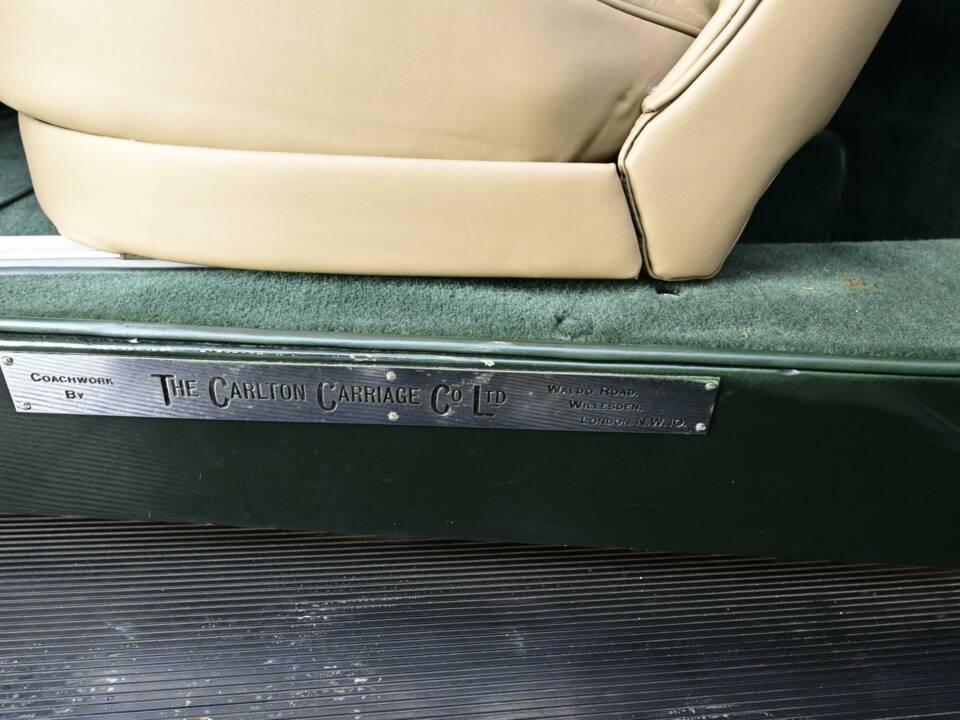 COACHWORK
BY
THE CARLTON CARRIAGE CO LTD
WALDO ROAD,
WILLESDEN,
LONDON, N.W.10.